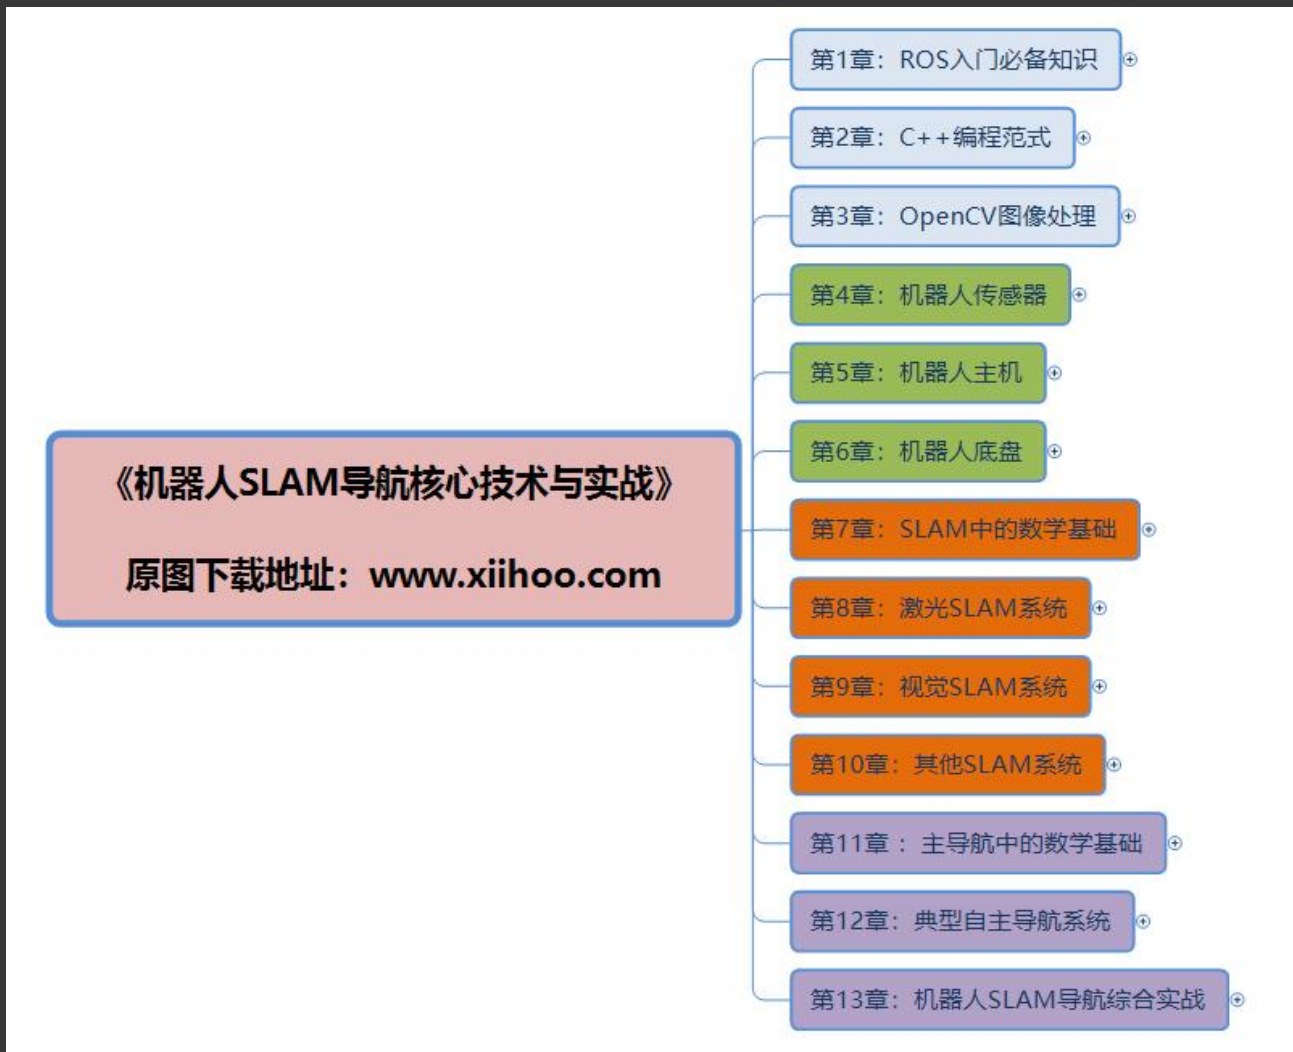 《机器人SLAM导航核心技术与实战》
原图下载地址：www.xiihoo.com
第1章：ROS入门必备知识
第2章：C++编程范式
第3章：OpenCV图像处理
第4章：机器人传感器
第5章：机器人主机
第6章：机器人底盘
第7章：SLAM中的数学基础
第8章：激光SLAM系统
第9章：视觉SLAM系统
第10章：其他SLAM系统
第11章 ：主导航中的数学基础
第12章：典型自主导航系统
第13章：机器人SLAM导航综合实战